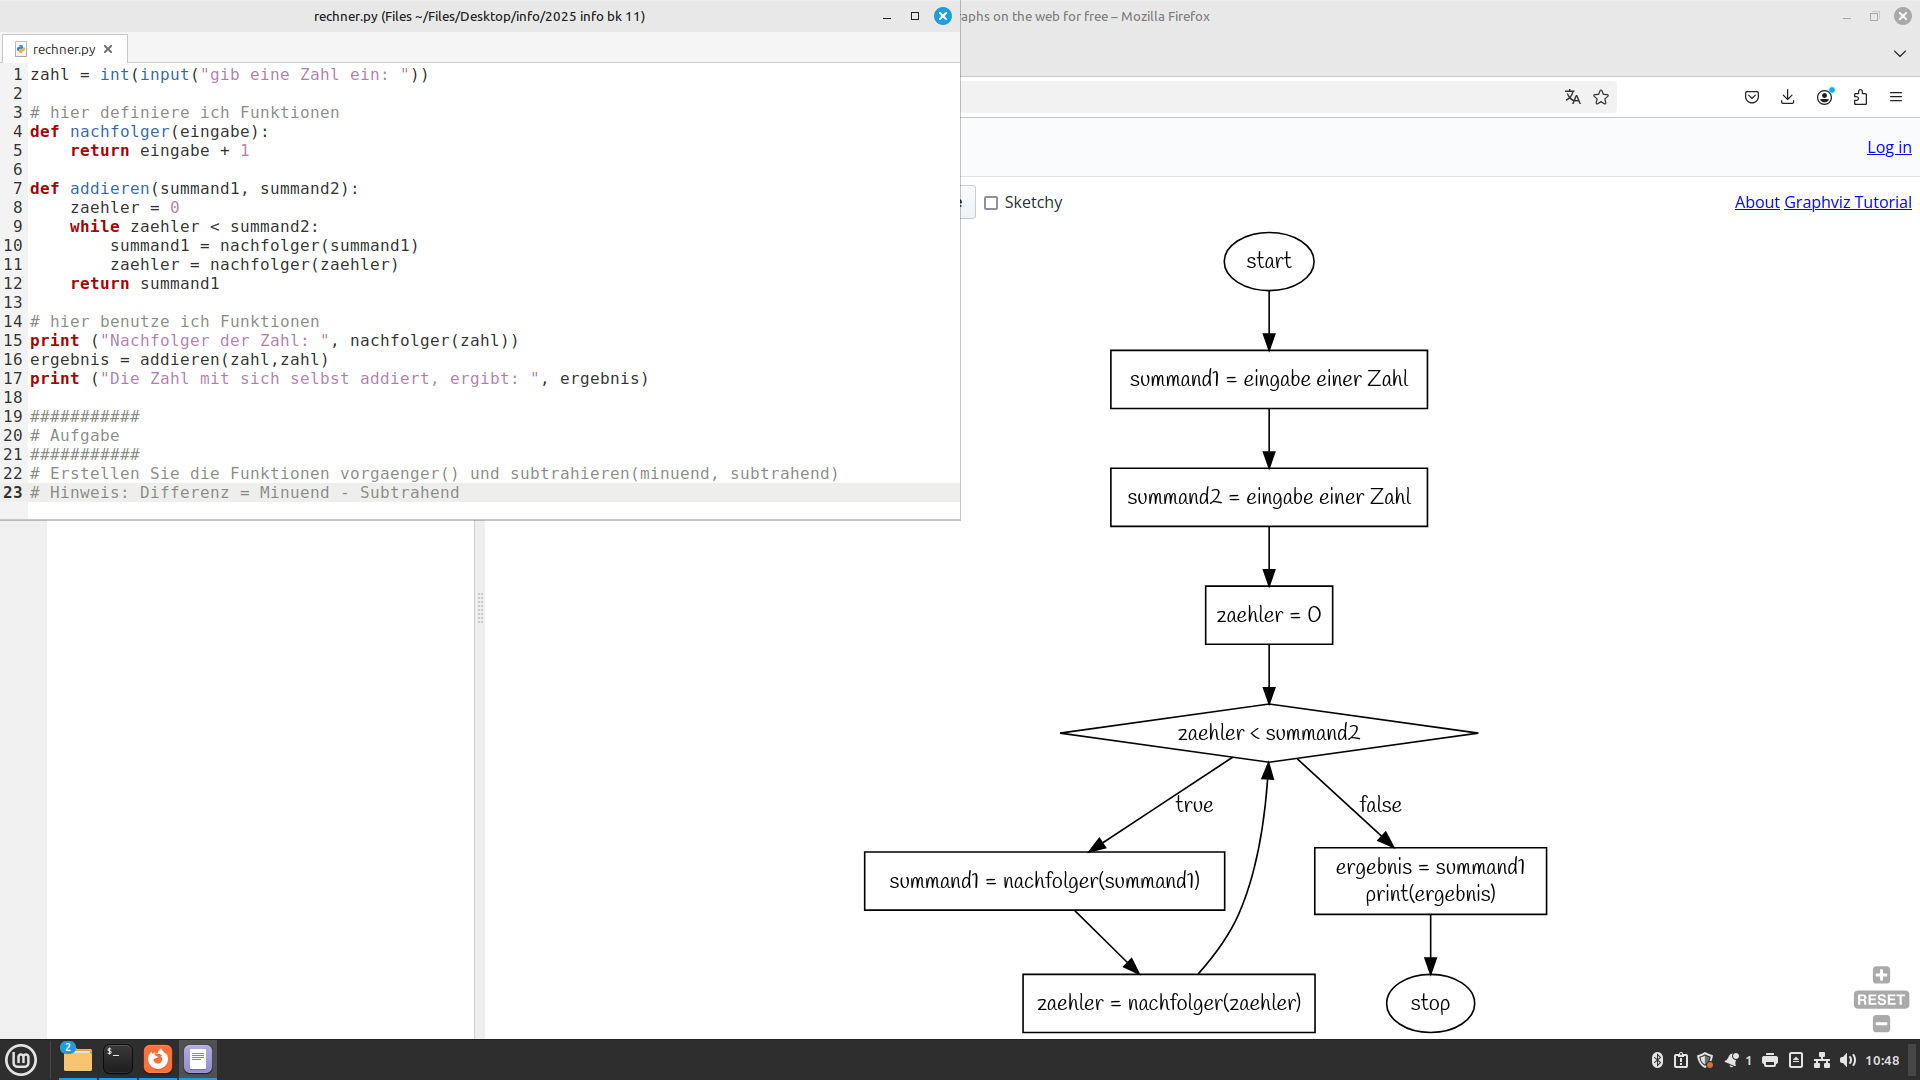 rechner.py (Files ~/Files/Desktop/info/2025 info bk 11)
aphs on the web for free – Mozilla Firefox
rechner.py
1 zahl = int(input("gib eine Zahl ein: "))
2
3 # hier definiere ich Funktionen
4 def nachfolger(eingabe):
5     return eingabe + 1
6
7 def addieren(summand1, summand2):
8     zaehler = 0
9     while zaehler < summand2:
10         summand1 = nachfolger(summand1)
11         zaehler = nachfolger(zaehler)
12     return summand1
13
14 # hier benutze ich Funktionen
15 print ("Nachfolger der Zahl: ", nachfolger(zahl))
16 ergebnis = addieren(zahl,zahl)
17 print ("Die Zahl mit sich selbst addiert, ergibt: ", ergebnis)
18
19 ###########
20 # Aufgabe
21 ###########
22 # Erstellen Sie die Funktionen vorgaenger() und subtrahieren(minuend, subtrahend)
23 # Hinweis: Differenz = Minuend - Subtrahend
Log in
Sketchy
About Graphviz Tutorial
start
summand1 = eingabe einer Zahl
summand2 = eingabe einer Zahl
zaehler = 0
zaehler < summand2
true
false
summand1 = nachfolger(summand1)
ergebnis = summand1
print(ergebnis)
zaehler = nachfolger(zaehler)
stop
RESET
2
$_
1
10:48